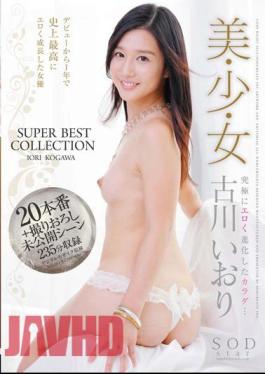 デビューから1年で
史上最高に
エロく成長した女優
SUPER BEST
COLLECTION
IORI KOGAWA
美・少・女
古川いおり
究極にエロく進化したカラダ…
20本番
+撮りおろし
未公開シーン
235分収録
SOD
star
JAVHD